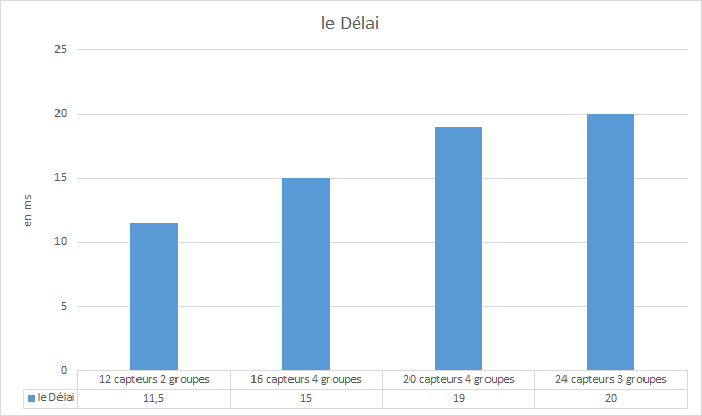 le Délai
25
20
15
10
5
0
en ms
12 capteurs 2 groupes 16 capteurs 4 groupes 20 capteurs 4 groupes 24 capteurs 3 groupes
le Délai 11,5 15 19 20